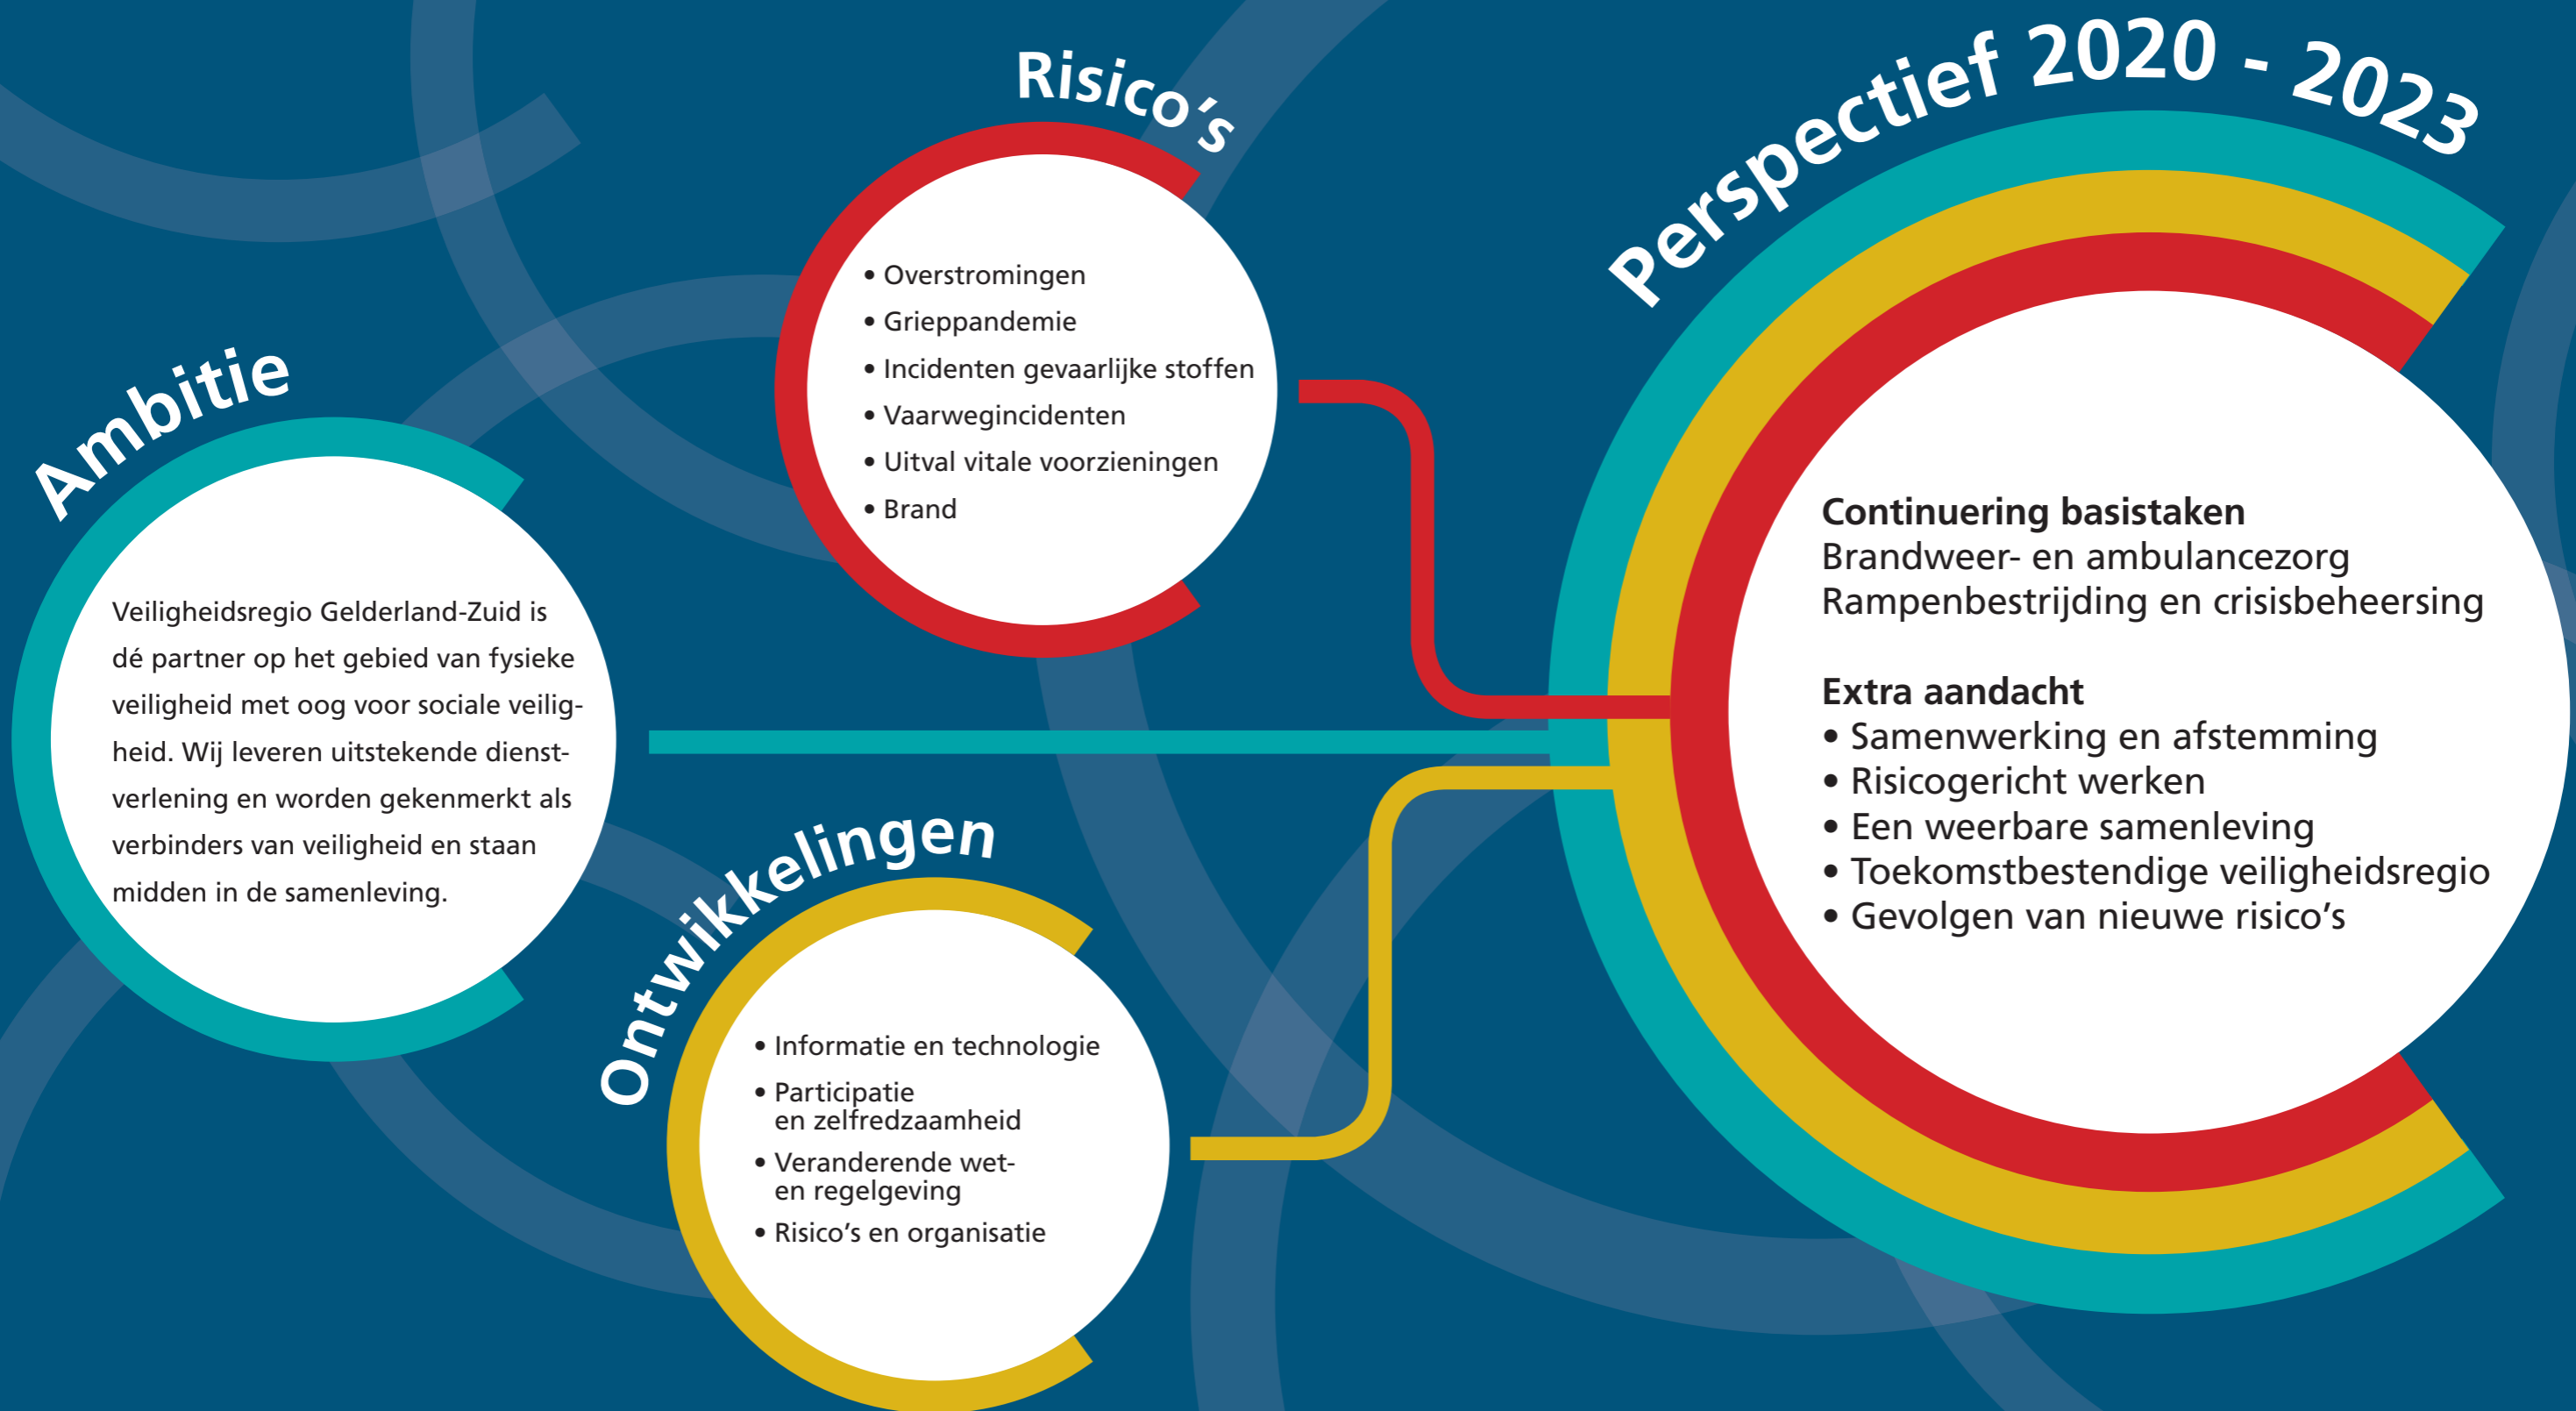 Ambitie
Veiligheidsregio Gelderland-Zuid is
dé partner op het gebied van fysieke
veiligheid met oog voor sociale veilig-
heid. Wij leveren uitstekende dienst-
verlening en worden gekenmerkt als
verbinders van veiligheid en staan
midden in de samenleving.
Risico’s
• Overstromingen
• Grieppandemie
• Incidenten gevaarlijke stoffen
• Vaarwegincidenten
• Uitval vitale voorzieningen
• Brand
Ontwikkelingen
• Informatie en technologie
• Participatie
en zelfredzaamheid
• Veranderende wet-
en regelgeving
• Risico’s en organisatie
Perspectief 2020 - 2023
Continuering basistaken
Brandweer- en ambulancezorg
Rampenbestrijding en crisisbeheersing
Extra aandacht
• Samenwerking en afstemming
• Risicogericht werken
• Een weerbare samenleving
• Toekomstbestendige veiligheidsregio
• Gevolgen van nieuwe risico’s